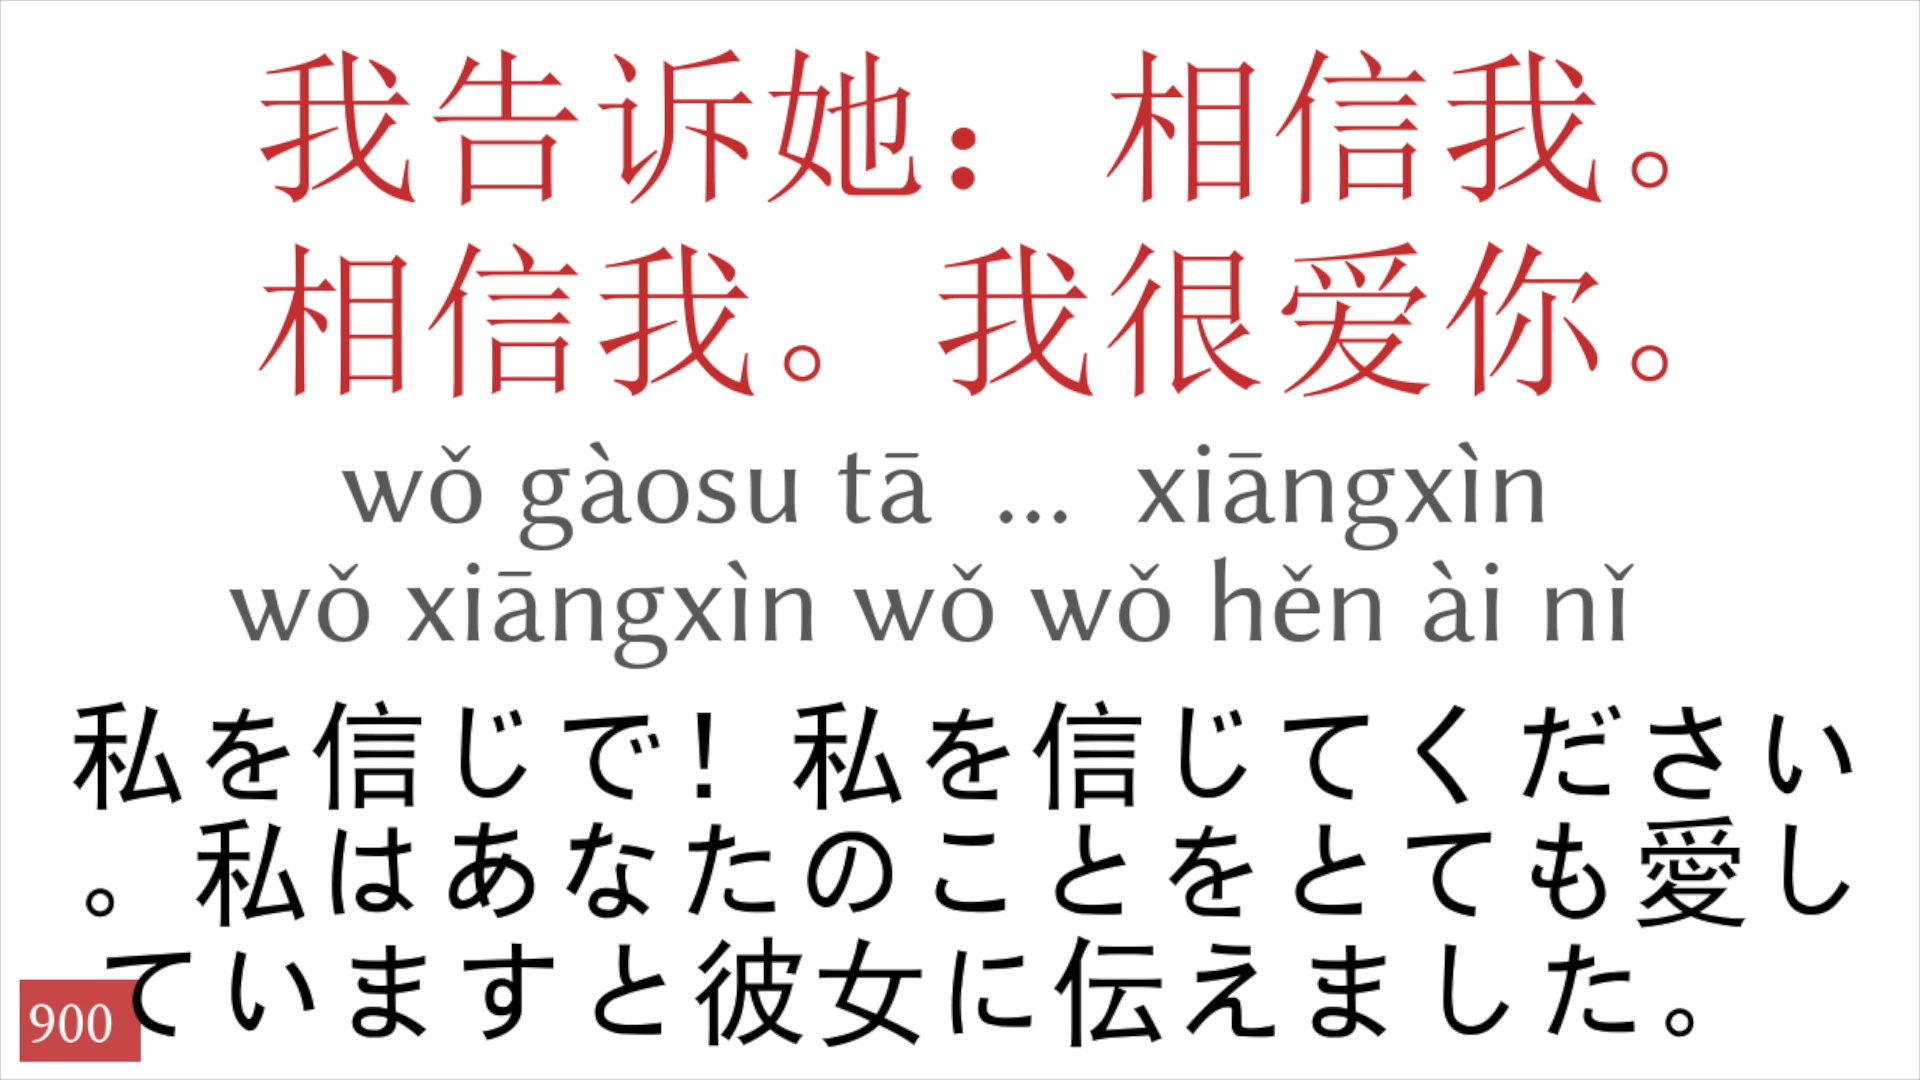 我告诉她：相信我。
相信我。我很爱你。
wǒ gàosu tā ... xiāngxìn
wǒ xiāngxìn wǒ wǒ hěn ài nǐ
私を信じで！私を信じてください
。私はあなたのことをとても愛し
ていますと彼女に伝えました。
900